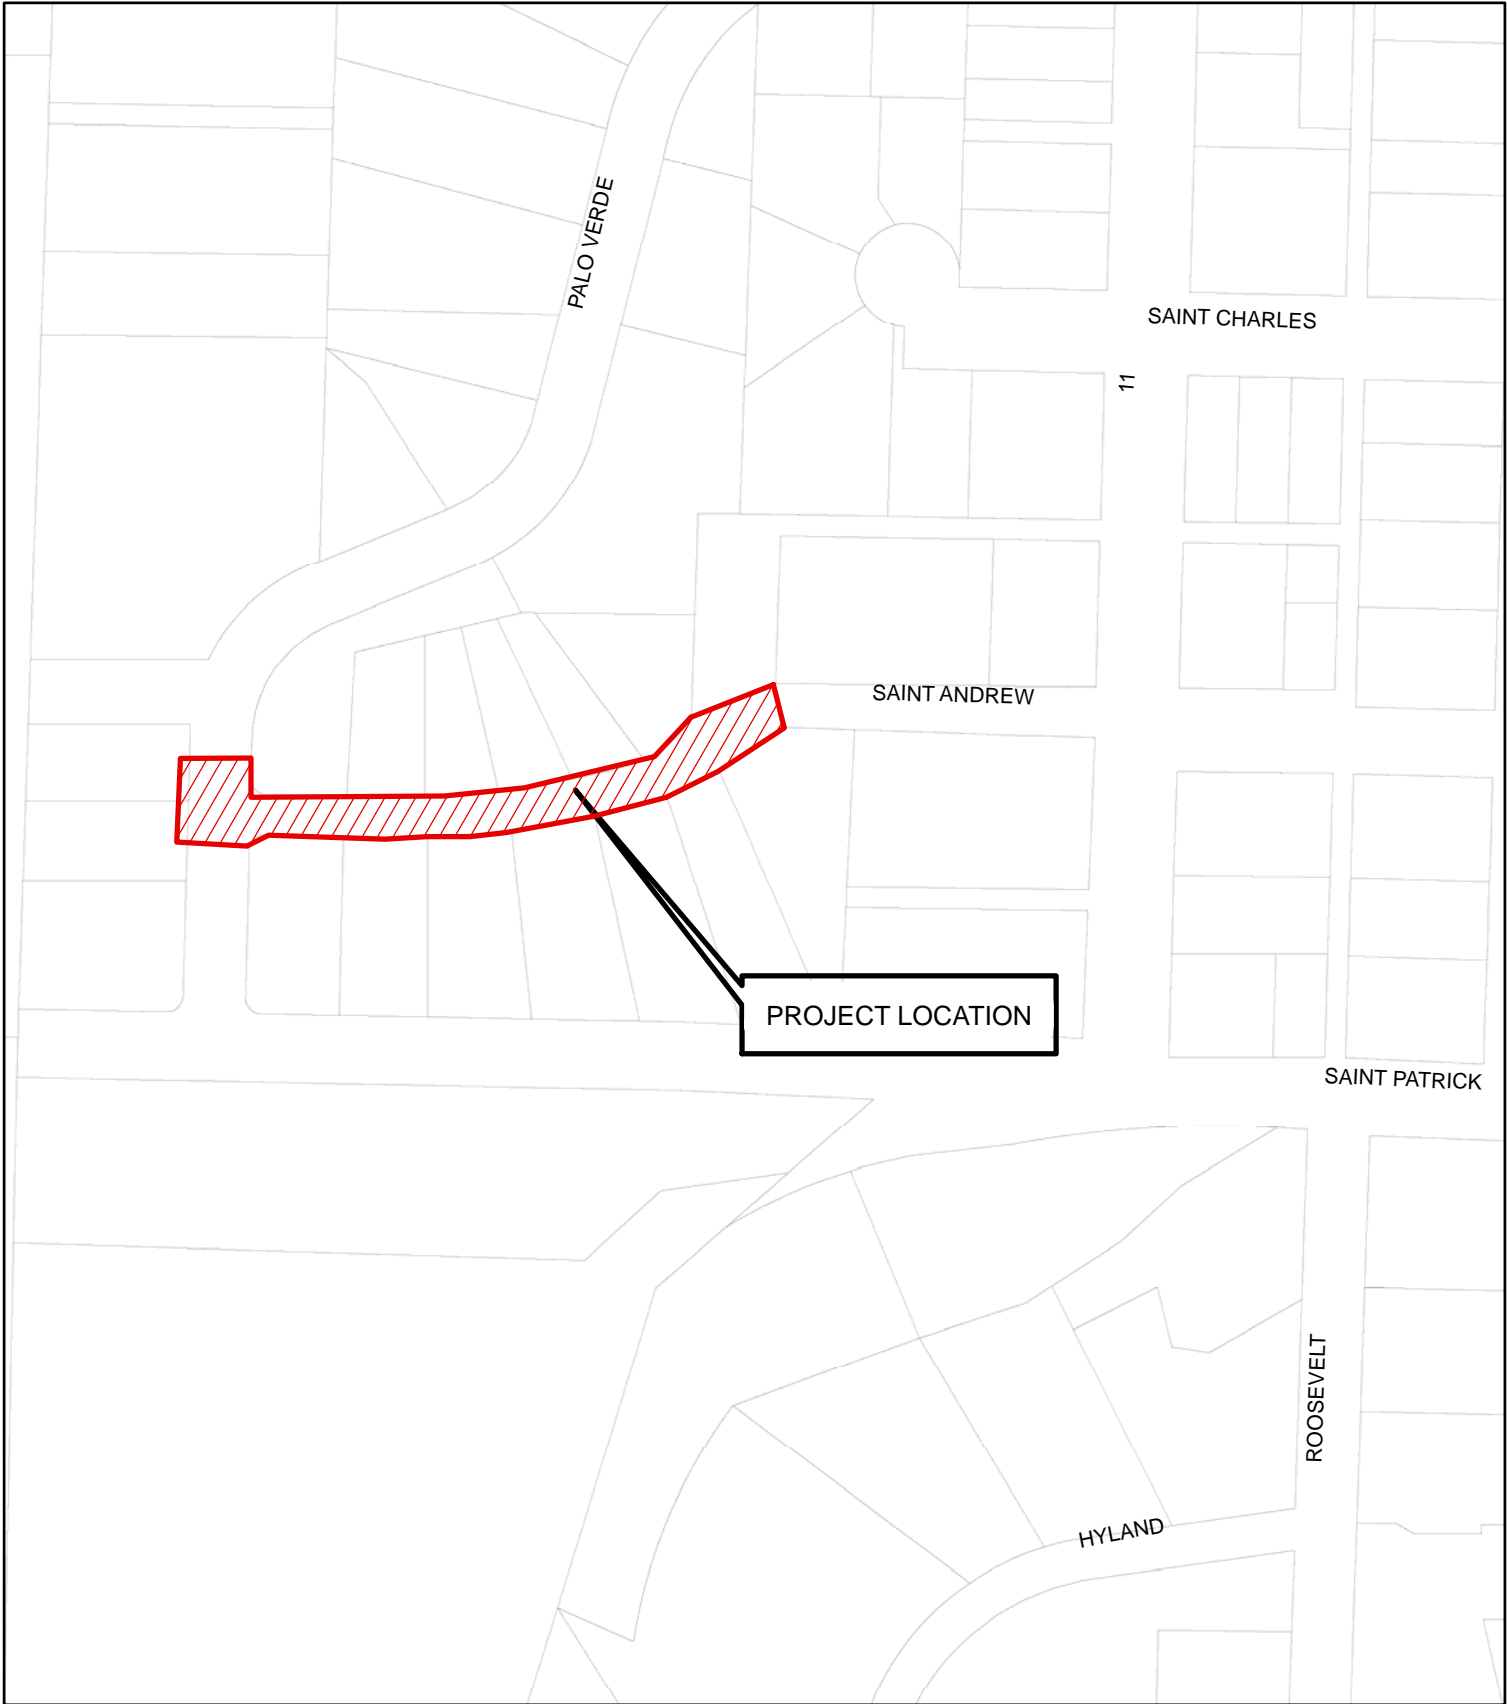 PALO VERDE
SAINT CHARLES
11
SAINT ANDREW
PROJECT LOCATION
SAINT PATRICK
ROOSEVELT
HYLAND